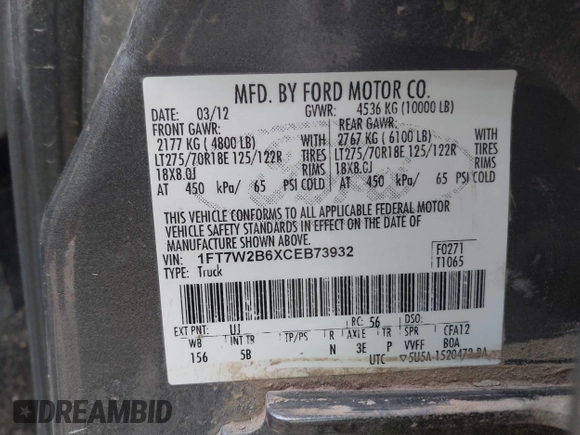 MFD. BY FORD MOTOR CO.
DATE: 03/12 GVWR: 4536 KG (10000 LB)
FRONT GAWR: REAR GAWR:
2177 KG ( 4800 LB) WITH 2767 KG ( 6100 LB) WITH
LT275/70R18E 125/122R TIRES LT275/70R18E 125/122R TIRES
18X8.0J RIMS 18X8.0J RIMS
AT 450 kPa/ 65 PSI COLD AT 450 kPa/ 65 PSI COLD
THIS VEHICLE CONFORMS TO ALL APPLICABLE FEDERAL MOTOR
VEHICLE SAFETY STANDARDS IN EFFECT ON THE DATE OF
MANUFACTURE SHOWN ABOVE.
VIN: 1FT7W2B6XCEB73932 F0271
TYPE: Truck T1065
EXT PNT: UJ RC: 56 DSO:
WB INT TR TP/PS R AXLE TR SPR CFA12
156 5B N 3E P VVFF BOA
UTC
DREAMBID